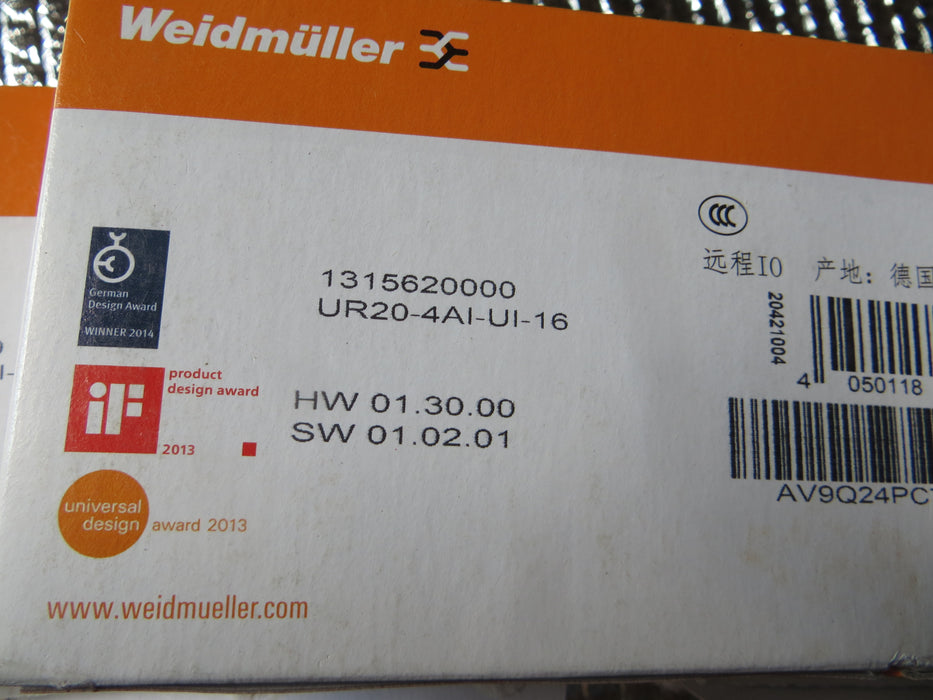 Weidmüller
German
Design Award
WINNER 2014
1315620000
UR20-4AI-UI-16
CCC
远程IO 产地: 德国
20421004
4 050118
iF
product
design award
2013
HW 01.30.00
SW 01.02.01
AV9Q24PC
universal
design
award 2013
www.weidmueller.com